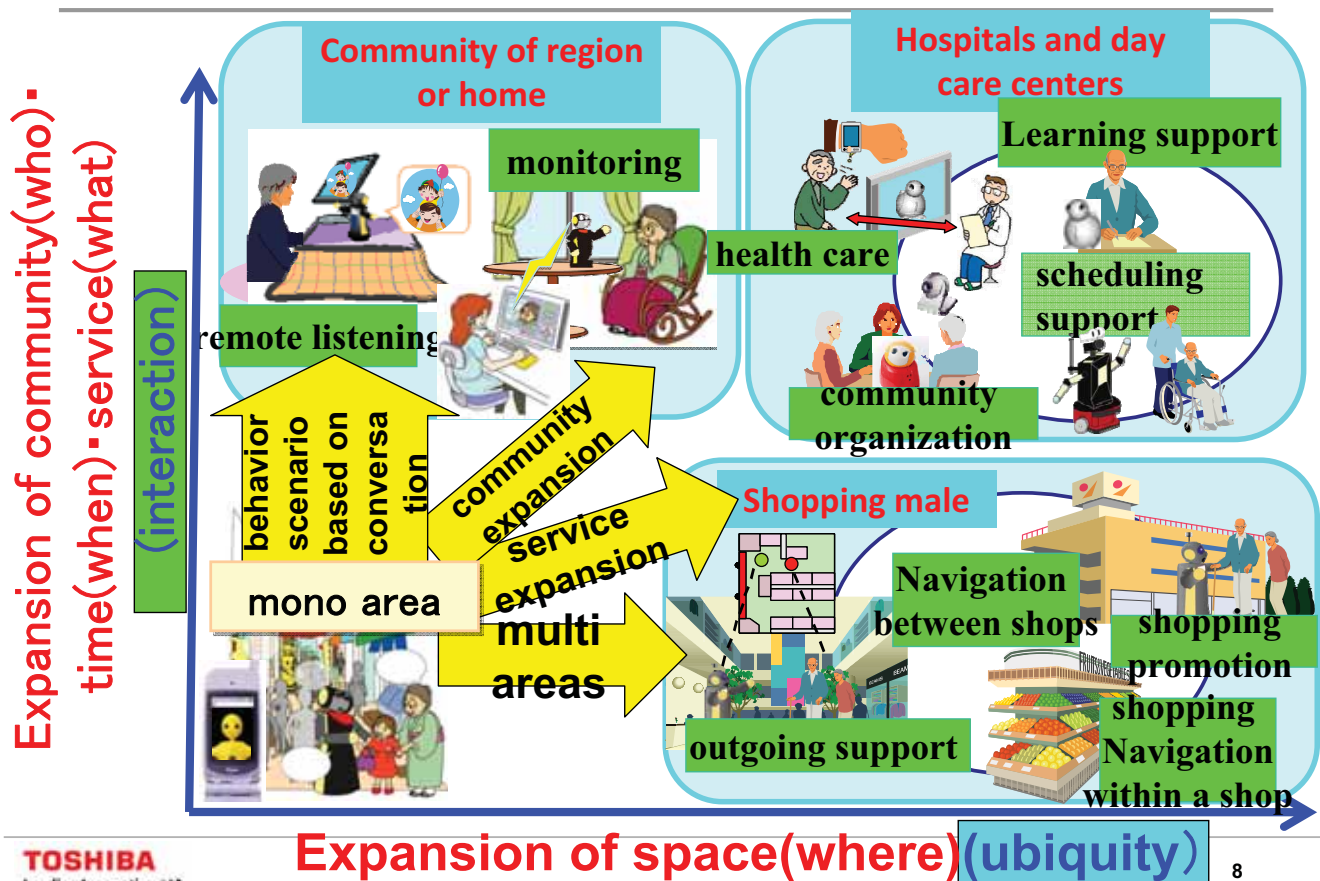 Expansion of community(who)▪
time(when)▪service(what)
(interaction)
Community of region
or home
monitoring
remote listening
Hospitals and day
care centers
Learning support
health care
scheduling
support
community
organization
behavior
scenario
based on
conversa
tion
community
expansion
service
expansion
multi
areas
mono area
Shopping male
Navigation
between shops
shopping
promotion
FRUITS/VEGETABLES
shopping
Navigation
within a shop
outgoing support
Expansion of space(where)(ubiquity)
TOSHIBA
8